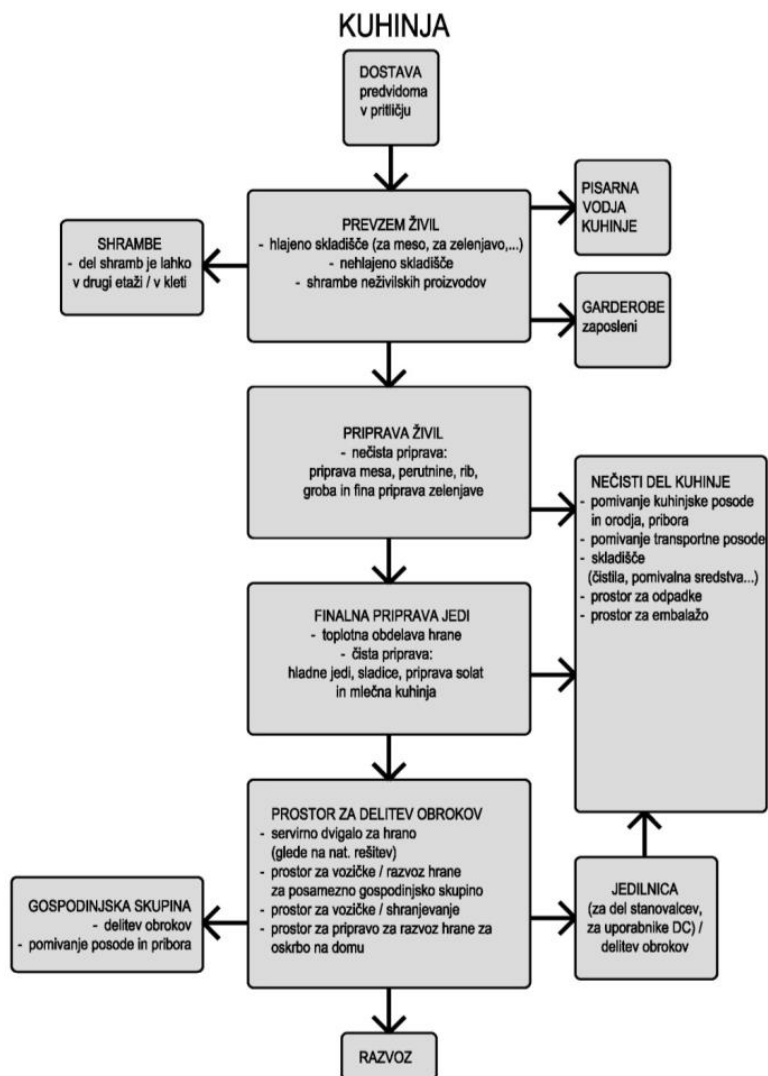 KUHINJA
DOSTAVA
predvidoma
v pritličju
PREVZEM ŽIVIL
- hlajeno skladišče (za meso, za zelenjavo,...)
- nehlajeno skladišče
- shrambe neživilskih proizvodov
PISARNA
VODJA
KUHINJE
SHRAMBE
- del shramb je lahko
v drugi etaži / v kleti
GARDEROBE
zaposleni
PRIPRAVA ŽIVIL
- nečista priprava:
priprava mesa, perutnine, rib,
groba in fina priprava zelenjave
NEČISTI DEL KUHINJE
- pomivanje kuhinjske posode
in orodja, pribora
- pomivanje transportne posode
- skladišče
(čistila, pomivalna sredstva...)
- prostor za odpadke
- prostor za embalažo
FINALNA PRIPRAVA JEDI
- toplotna obdelava hrane
- čista priprava:
hladne jedi, sladice, priprava solat
in mlečna kuhinja
PROSTOR ZA DELITEV OBROKOV
- servirno dvigalo za hrano
(glede na nat. rešitev)
- prostor za vozičke / razvoz hrane
za posamezno gospodinjsko skupino
- prostor za vozičke / shranjevanje
- prostor za pripravo za razvoz hrane za
oskrbo na domu
GOSPODINJSKA SKUPINA
- delitev obrokov
- pomivanje posode in pribora
JEDILNICA
(za del stanovalcev,
za uporabnike DC) /
delitev obrokov
RAZVOZ